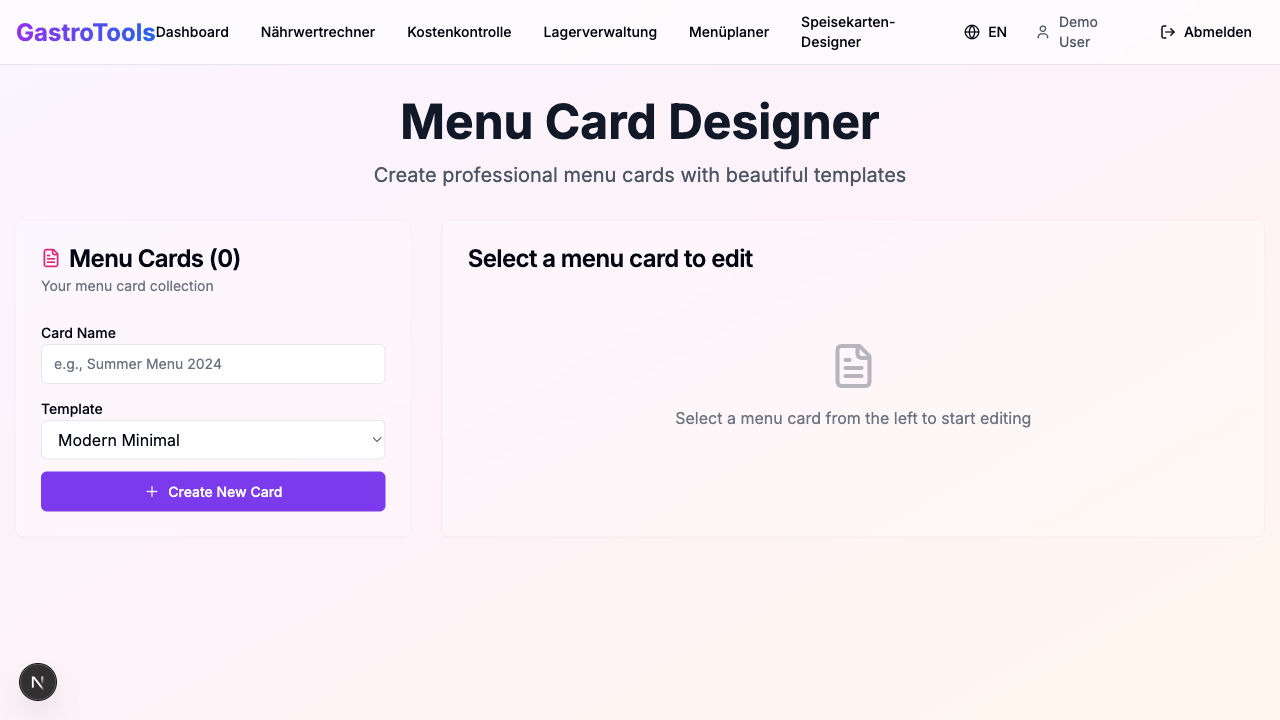 GastroTools
Dashboard
Nährwertrechner
Kostenkontrolle
Lagerverwaltung
Menüplaner
Speisekarten-
Designer
EN
Demo
User
Abmelden
Menu Card Designer
Create professional menu cards with beautiful templates
Menu Cards (0)
Your menu card collection
Card Name
e.g., Summer Menu 2024
Template
Modern Minimal
Create New Card
Select a menu card to edit
Select a menu card from the left to start editing
N